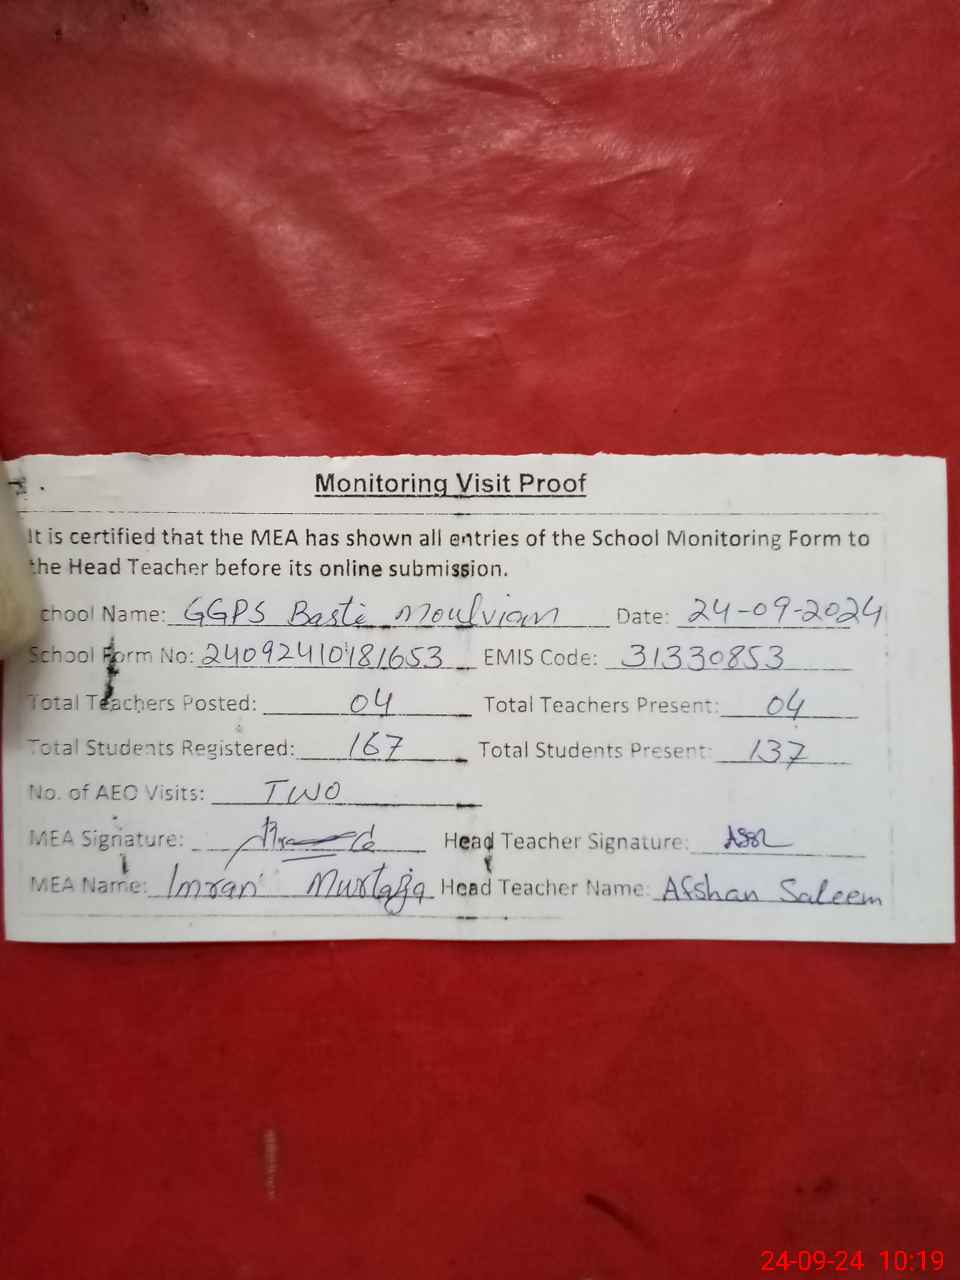 Monitoring Visit Proof
It is certified that the MEA has shown all entries of the School Monitoring Form to
the Head Teacher before its online submission.
chool Name: GGPS Basti Moulvian Date: 24-09-2024
School Form No: 24092410181653 EMIS Code: 31330853
Total Teachers Posted: 04 Total Teachers Present: 04
Total Students Registered: 167 Total Students Present: 137
No. of AEO Visits: TWO
MEA Signature: Head Teacher Signature:
MEA Name: Imran Murtaza Head Teacher Name: Afshan Saleem
24-09-24 10:19